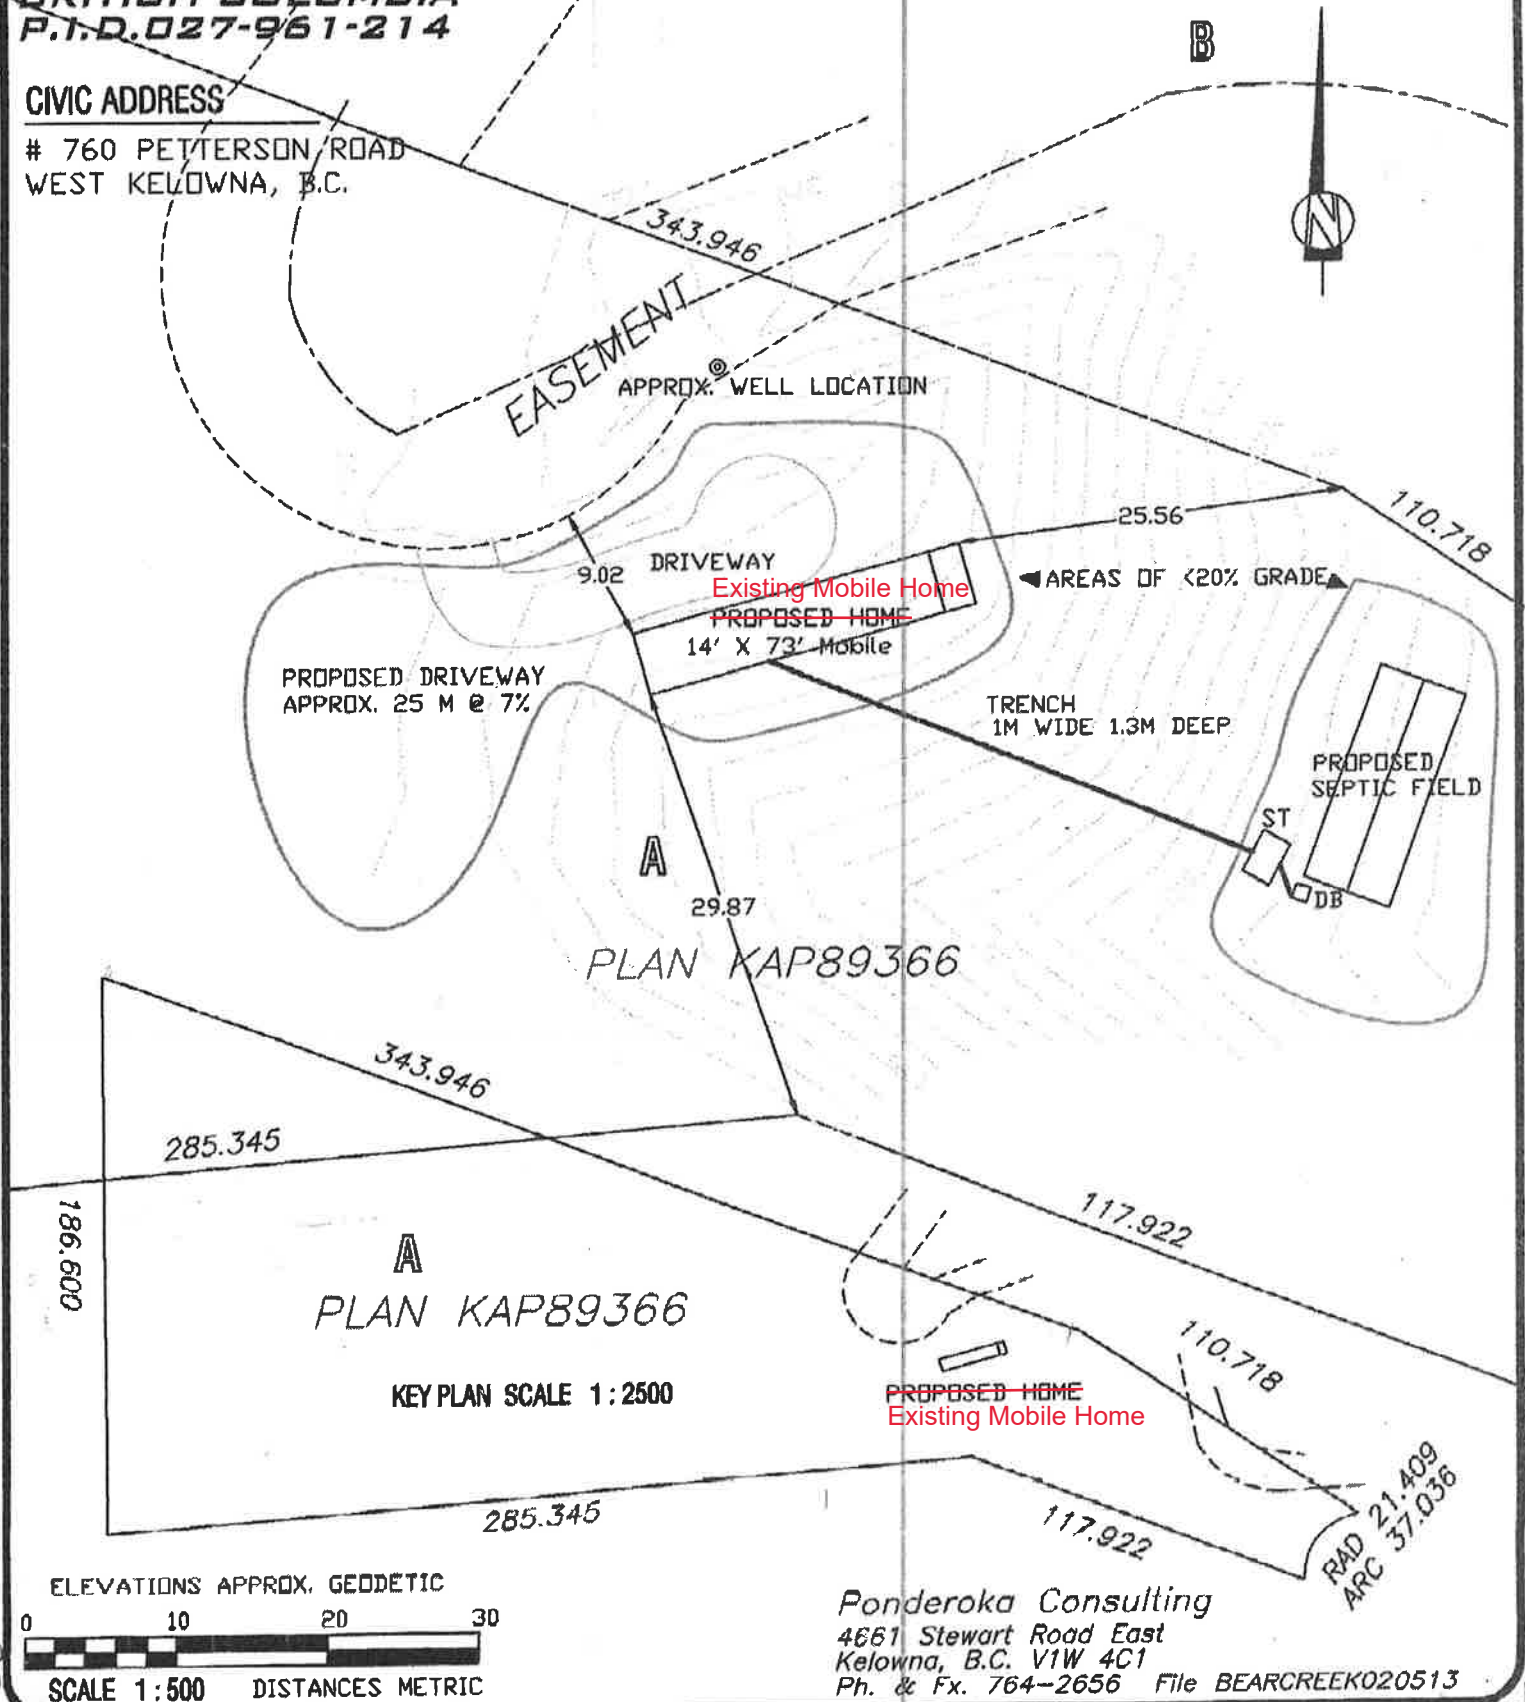 P.I.D. 027-961-214
CIVIC ADDRESS
# 760 PETTERSON ROAD
WEST KELOWNA, B.C.
B
N
343.946
EASEMENT
APPROX. WELL LOCATION
25.56
110.718
9.02
DRIVEWAY
Existing Mobile Home
PROPOSED HOME
14' X 73' Mobile
AREAS OF <20% GRADE
PROPOSED DRIVEWAY
APPROX. 25 M @ 7%
TRENCH
1M WIDE 1.3M DEEP
PROPOSED
SEPTIC FIELD
ST
DB
A
29.87
PLAN KAP89366
343.946
285.345
186.600
117.922
A
PLAN KAP89366
KEY PLAN SCALE 1:2500
110.718
PROPOSED HOME
Existing Mobile Home
285.345
117.922
RAD 21.409
ARC 37.036
ELEVATIONS APPROX. GEODETIC
0 10 20 30
SCALE 1:500 DISTANCES METRIC
Ponderoka Consulting
4661 Stewart Road East
Kelowna, B.C. V1W 4C1
Ph. & Fx. 764-2656 File BEARCREEK020513